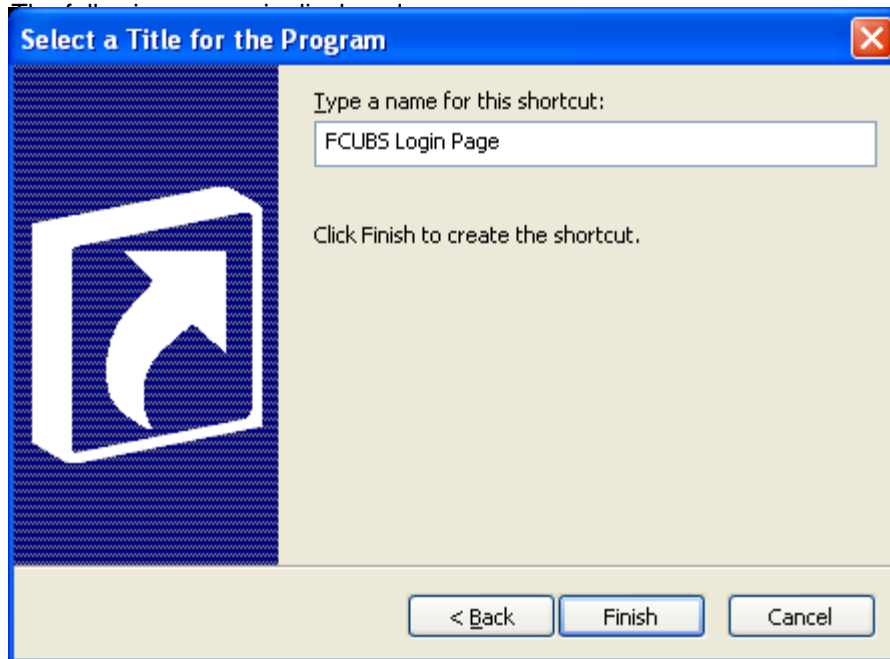 Select a Title for the Program
Type a name for this shortcut:
FCUBS Login Page
Click Finish to create the shortcut.
< Back
Finish
Cancel